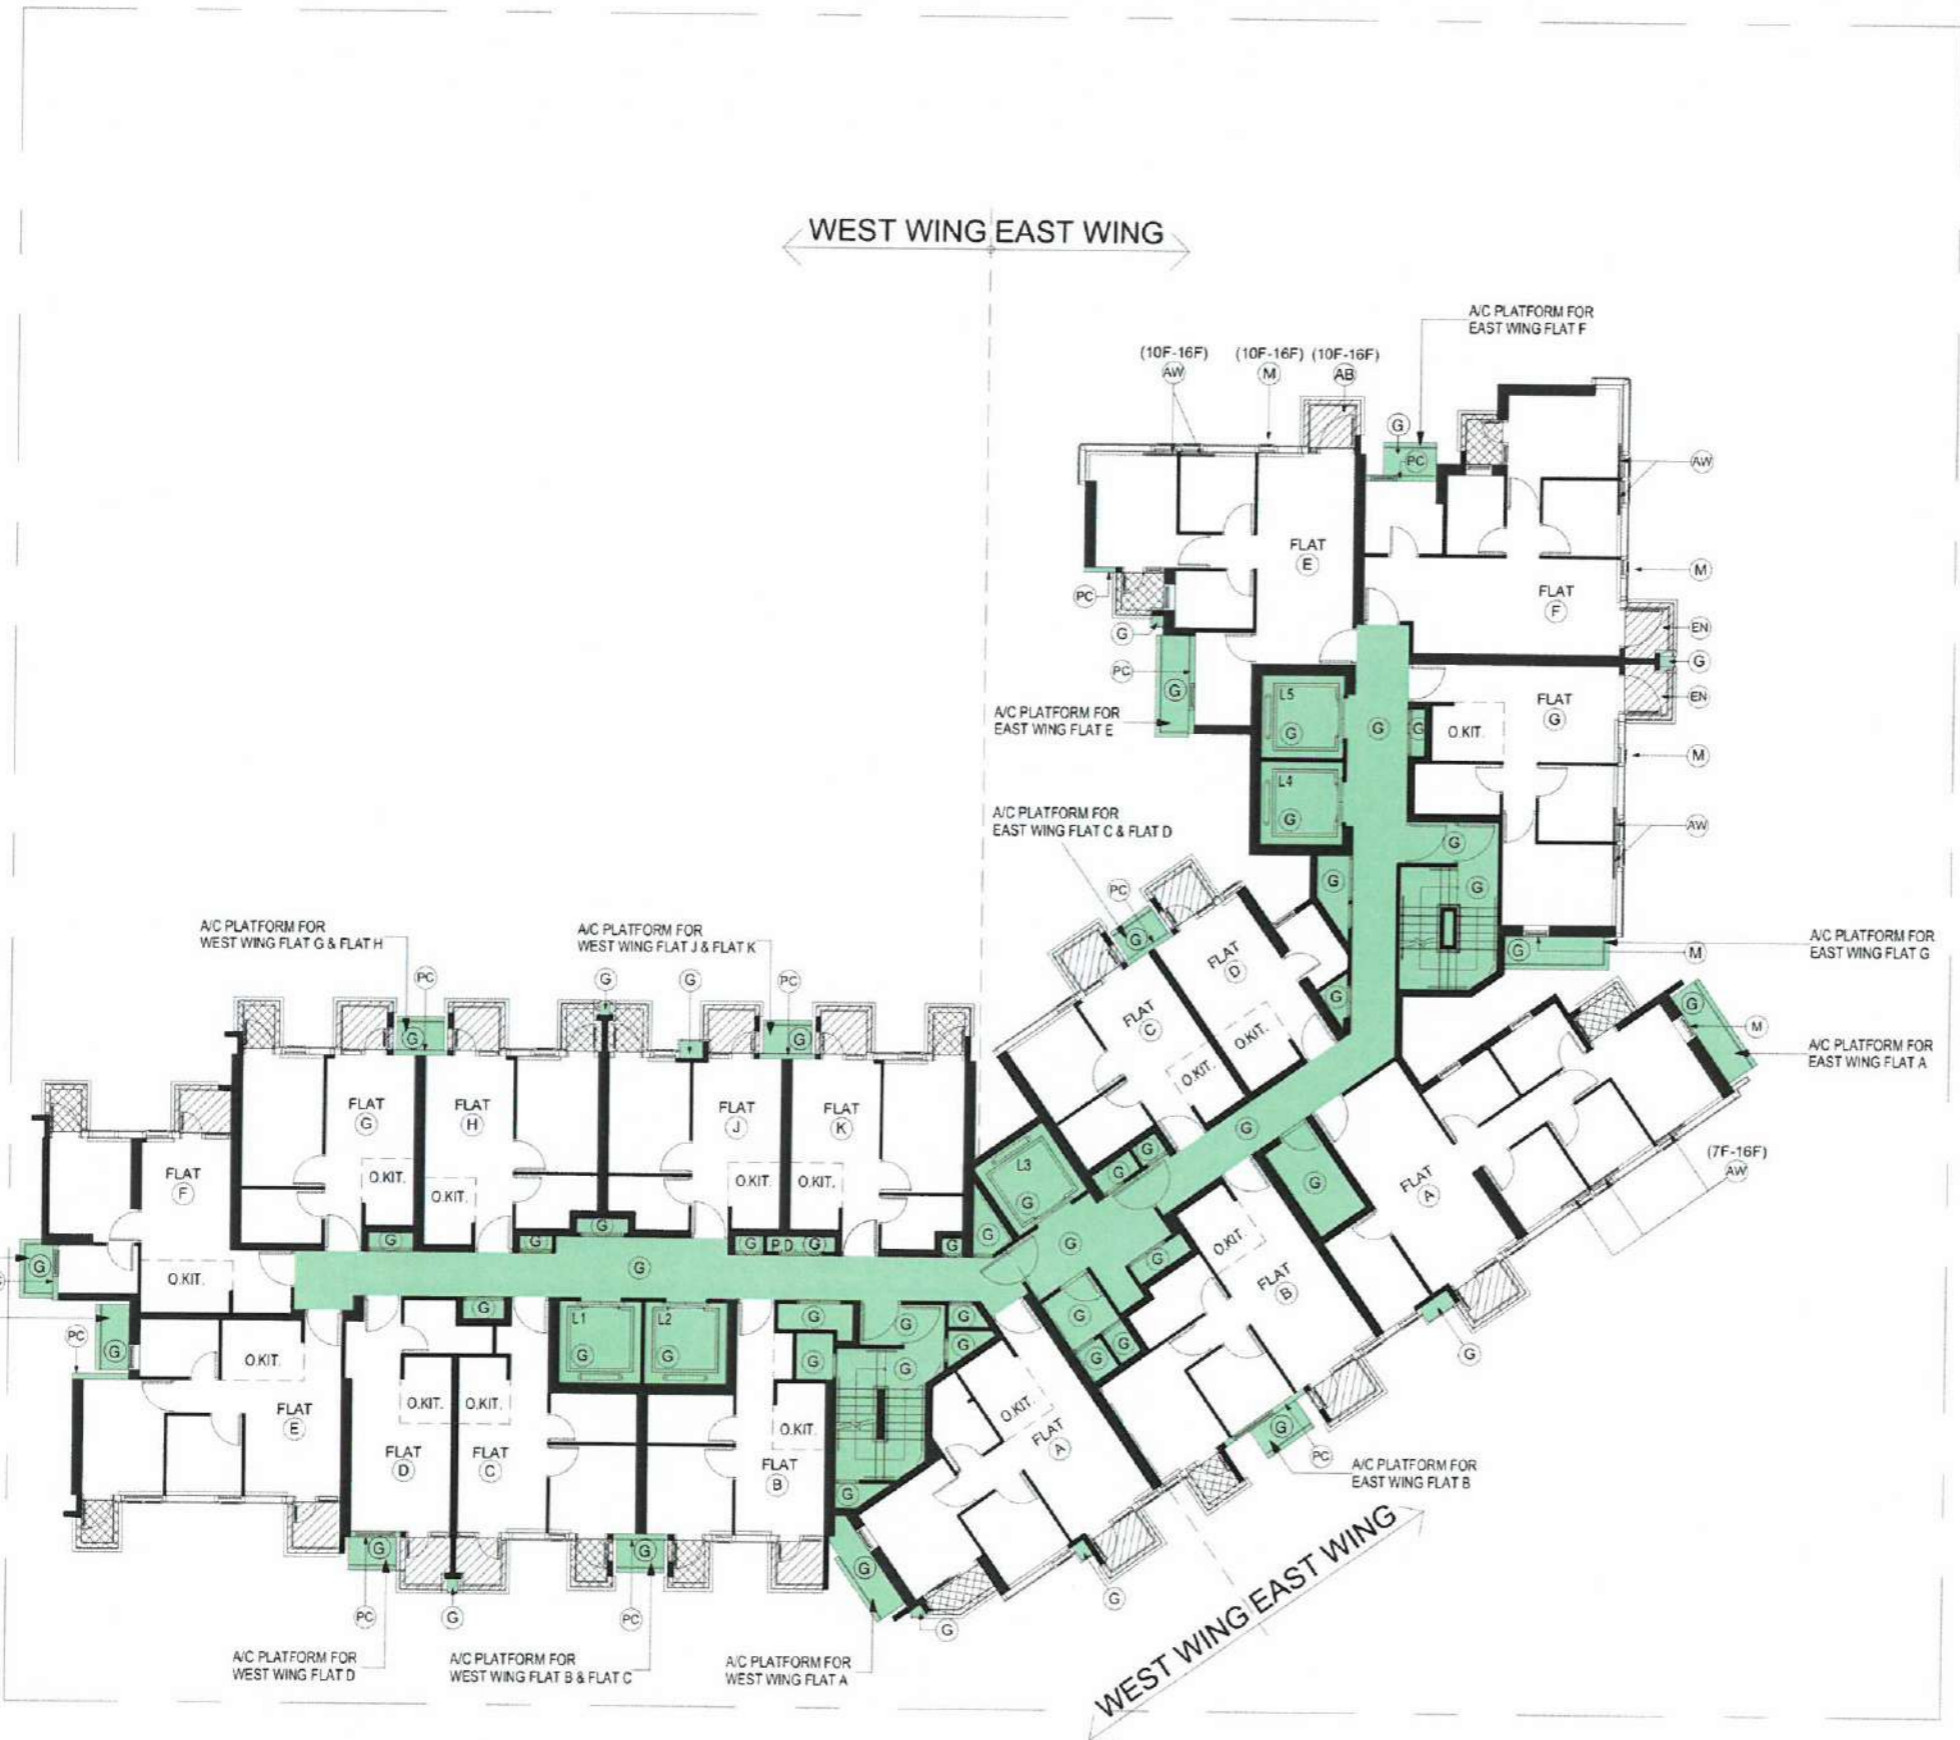 WEST WING EAST WING
A/C PLATFORM FOR
EAST WING FLAT F
(10F-16F) (10F-16F) (10F-16F)
AW M AB
G
PC
AW
FLAT
E
FLAT
F
M
PC
G
EN
G
EN
PC
G
A/C PLATFORM FOR
EAST WING FLAT E
L5
G
G
G
O.KIT.
FLAT
G
M
L4
G
A/C PLATFORM FOR
EAST WING FLAT C & FLAT D
AW
G
G
G
PC
G
G
M
A/C PLATFORM FOR
EAST WING FLAT G
FLAT
D
O.KIT.
FLAT
C
O.KIT.
G
G
M
A/C PLATFORM FOR
EAST WING FLAT A
A/C PLATFORM FOR
WEST WING FLAT G & FLAT H
A/C PLATFORM FOR
WEST WING FLAT J & FLAT K
PC
G
G
PC
G
G
FLAT
G
O.KIT.
FLAT
H
O.KIT.
FLAT
J
O.KIT.
FLAT
K
O.KIT.
FLAT
F
O.KIT.
L3
G
G
G
G
G
G
FLAT
A
(7F-16F)
AW
G
G
G
G
G
P.D.
G
G
G
G
G
O.KIT.
FLAT
B
G
PC
G
O.KIT.
FLAT
E
FLAT
D
O.KIT.
FLAT
C
O.KIT.
G
L1
G
L2
G
FLAT
B
O.KIT.
G
G
G
G
G
G
G
G
G
G
O.KIT.
FLAT
A
G
G
G
PC
A/C PLATFORM FOR
EAST WING FLAT B
G
G
G
PC
G
PC
G
G
G
A/C PLATFORM FOR
WEST WING FLAT D
A/C PLATFORM FOR
WEST WING FLAT B & FLAT C
A/C PLATFORM FOR
WEST WING FLAT A
WEST WING EAST WING